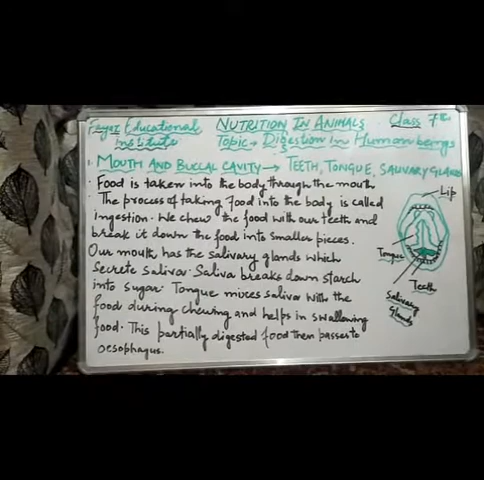 Fayez Educational Institute
NUTRITION IN ANIMALS
Class 7th
Topic → Digestion in Human beings
1. MOUTH AND BUCCAL CAVITY → TEETH, TONGUE, SALIVARY GLANDS
Food is taken into the body through the mouth
The process of taking food into the body is called
ingestion. We chew the food with our teeth and
break it down the food into smaller pieces.
Our mouth has the salivary glands which
secrete saliva. Saliva breaks down starch
into sugar. Tongue mixes saliva with the
food during chewing and helps in swallowing
food. This partially digested food then passes to
oesophagus.
Lip
Tongue
Teeth
Salivary
Glands